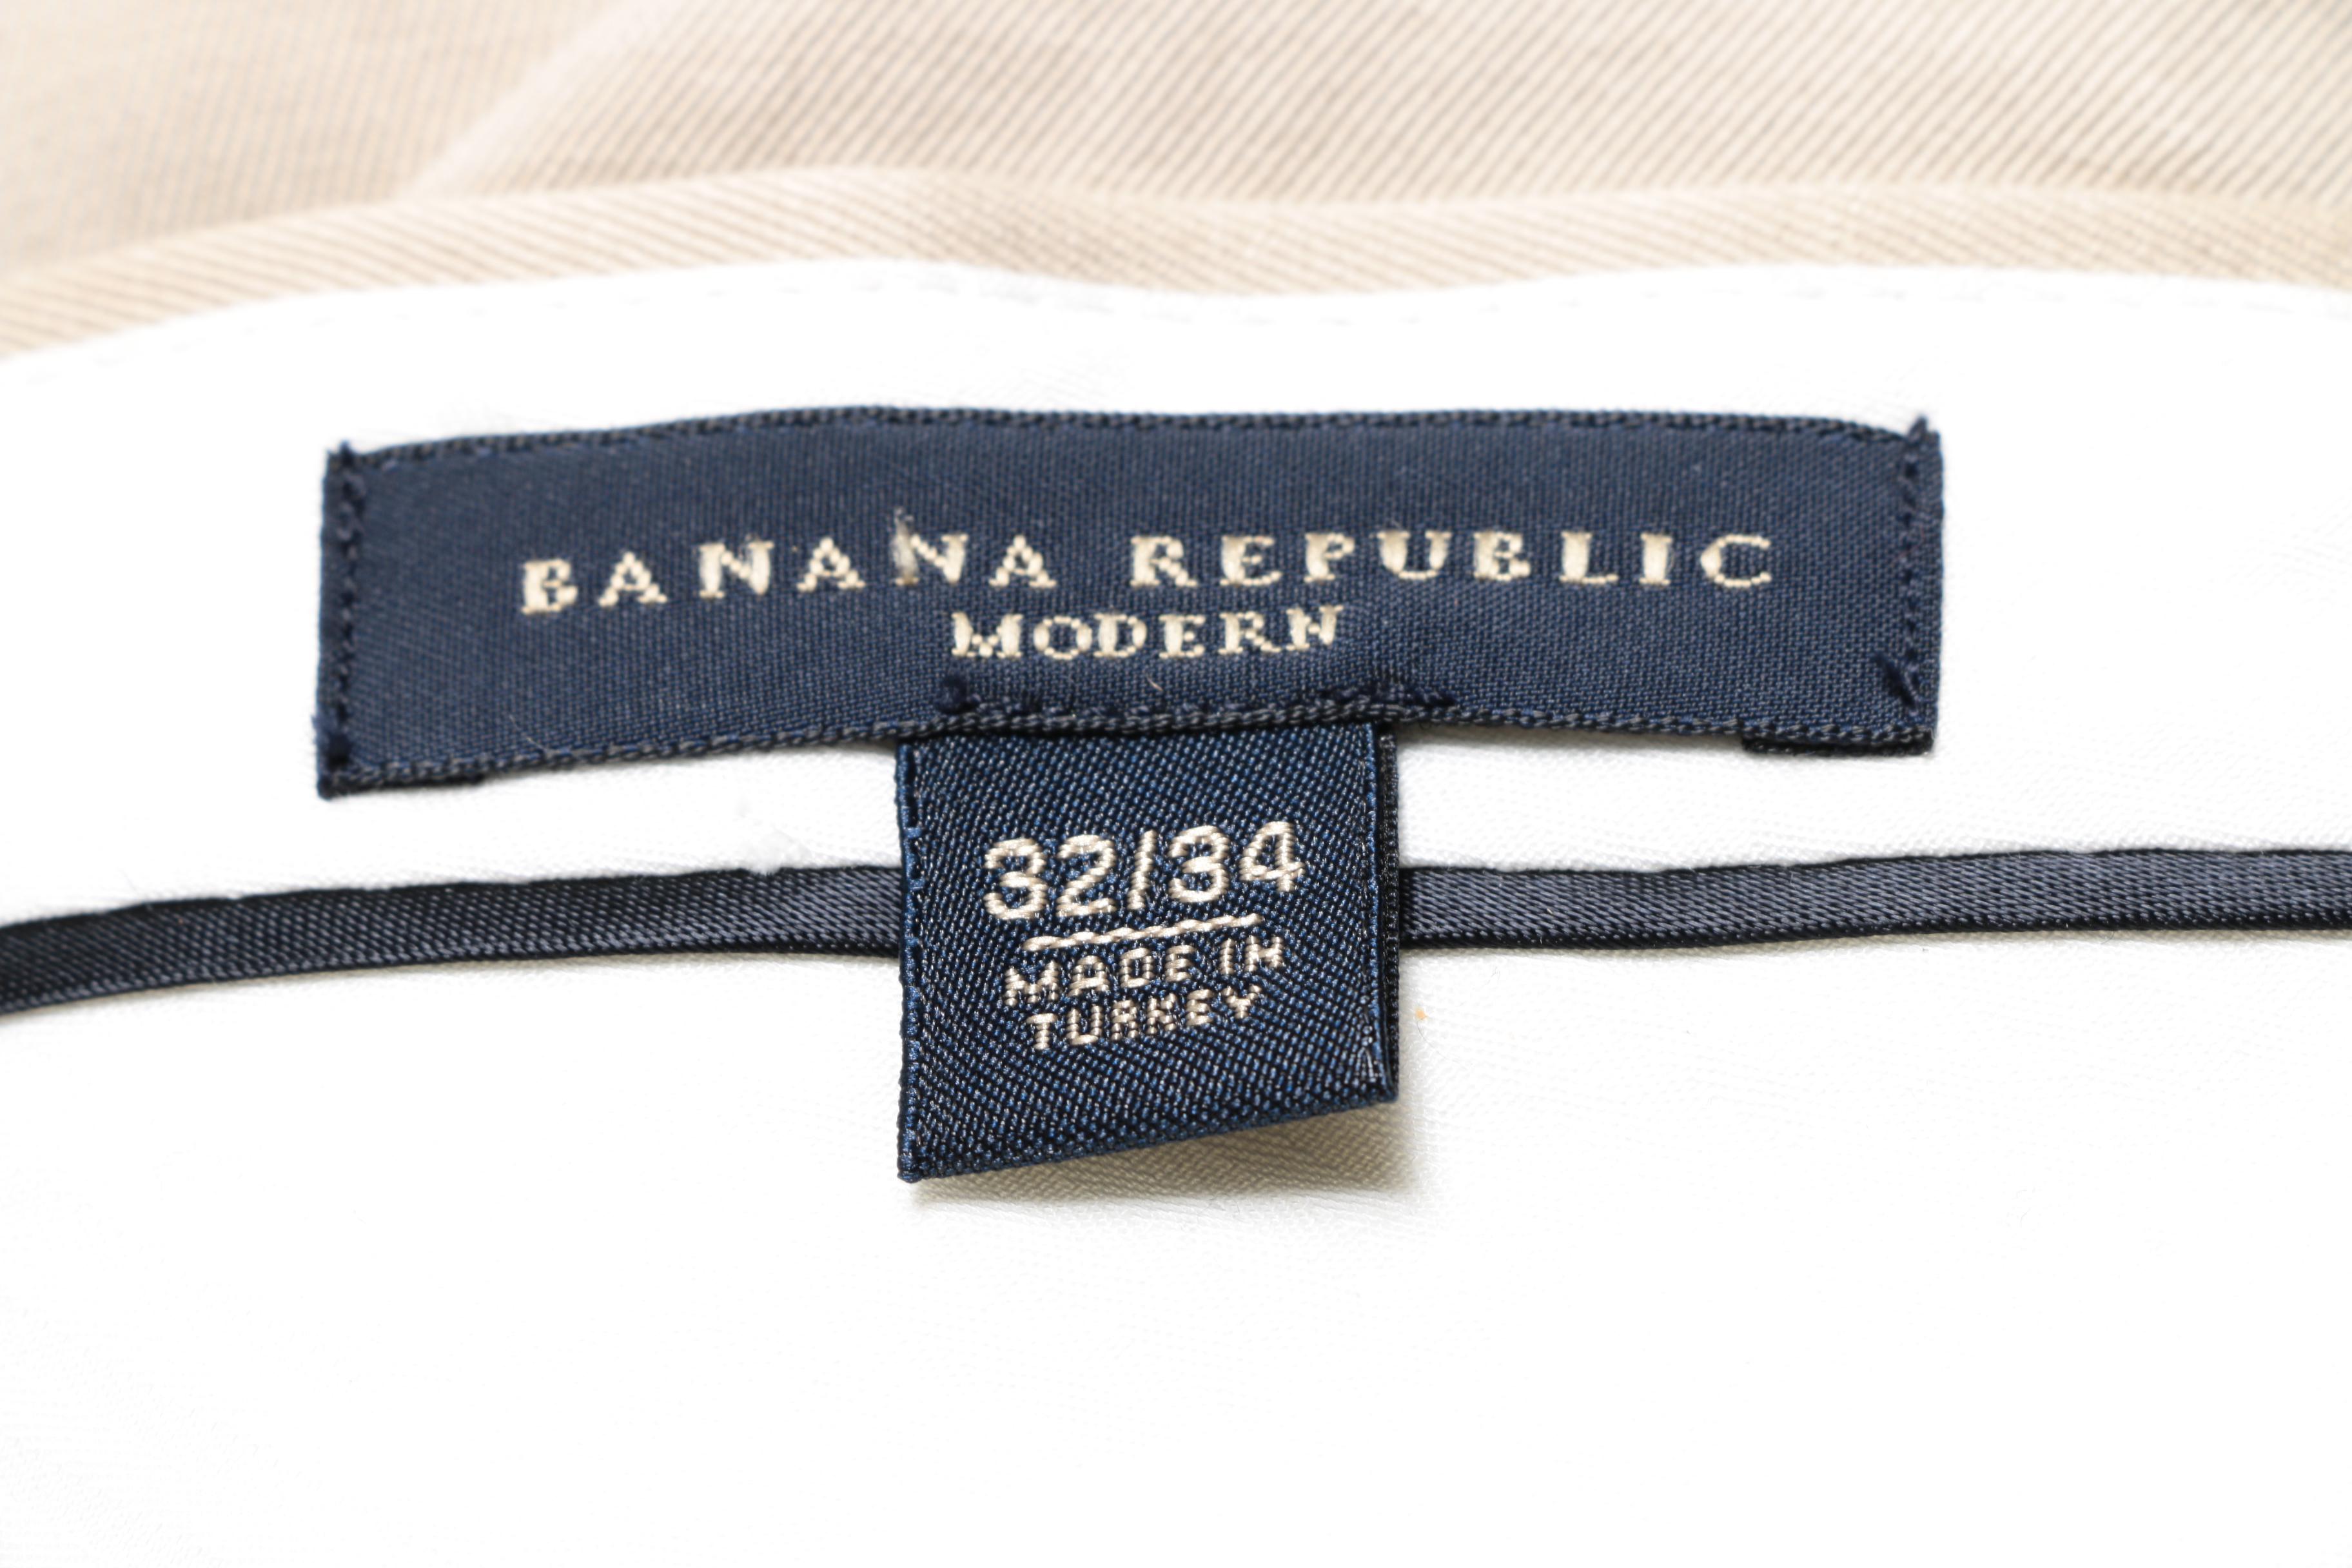 BANANA REPUBLIC
MODERN
32/34
MADE IN
TURKEY